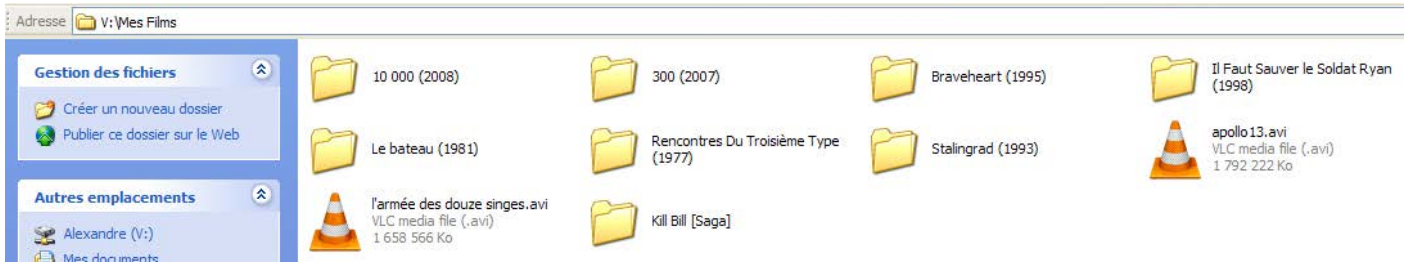 Adresse V:\Mes Films
Gestion des fichiers
Créer un nouveau dossier
Publier ce dossier sur le Web
Autres emplacements
Alexandre (V:)
Mes documents
10 000 (2008)
300 (2007)
Braveheart (1995)
Il Faut Sauver le Soldat Ryan
(1998)
Le bateau (1981)
Rencontres Du Troisième Type
(1977)
Stalingrad (1993)
apollo13.avi
VLC media file (.avi)
1 792 222 Ko
l'armée des douze singes.avi
VLC media file (.avi)
1 658 566 Ko
Kill Bill [Saga]